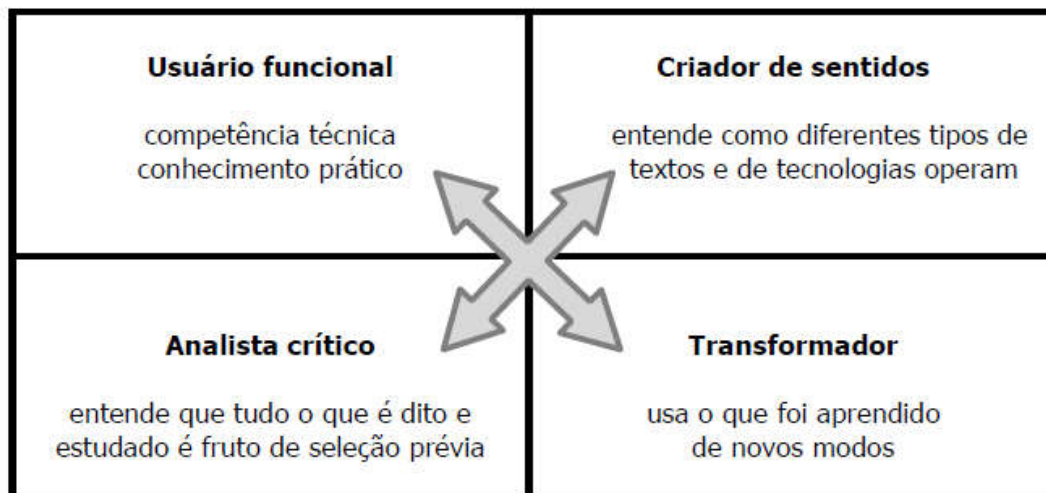 Usuário funcional
competência técnica
conhecimento prático
Criador de sentidos
entende como diferentes tipos de
textos e de tecnologias operam
Analista crítico
entende que tudo o que é dito e
estudado é fruto de seleção prévia
Transformador
usa o que foi aprendido
de novos modos